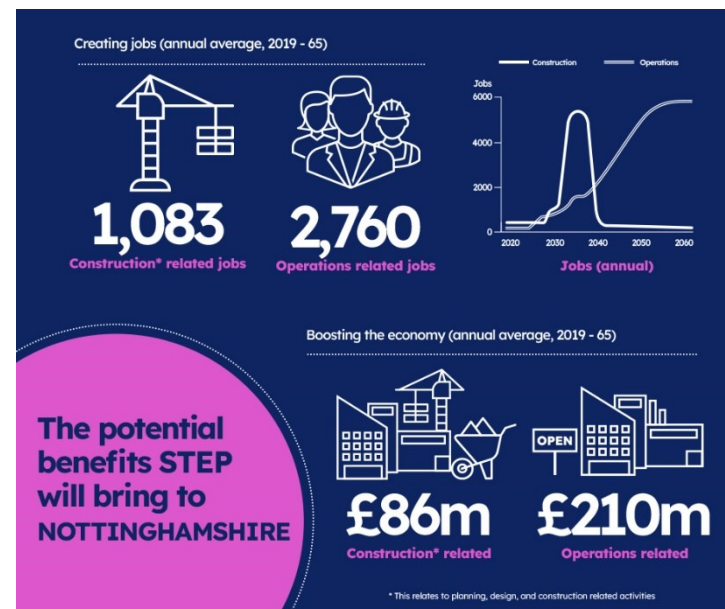 Creating jobs (annual average, 2019 - 65)
1,083
Construction* related jobs
2,760
Operations related jobs
Construction
Operations
Jobs
6000
4000
2000
0
2020 2030 2040 2050 2060
Jobs (annual)
The potential
benefits STEP
will bring to
NOTTINGHAMSHIRE
Boosting the economy (annual average, 2019 - 65)
OPEN
£86m
Construction* related
£210m
Operations related
* This relates to planning, design, and construction related activities